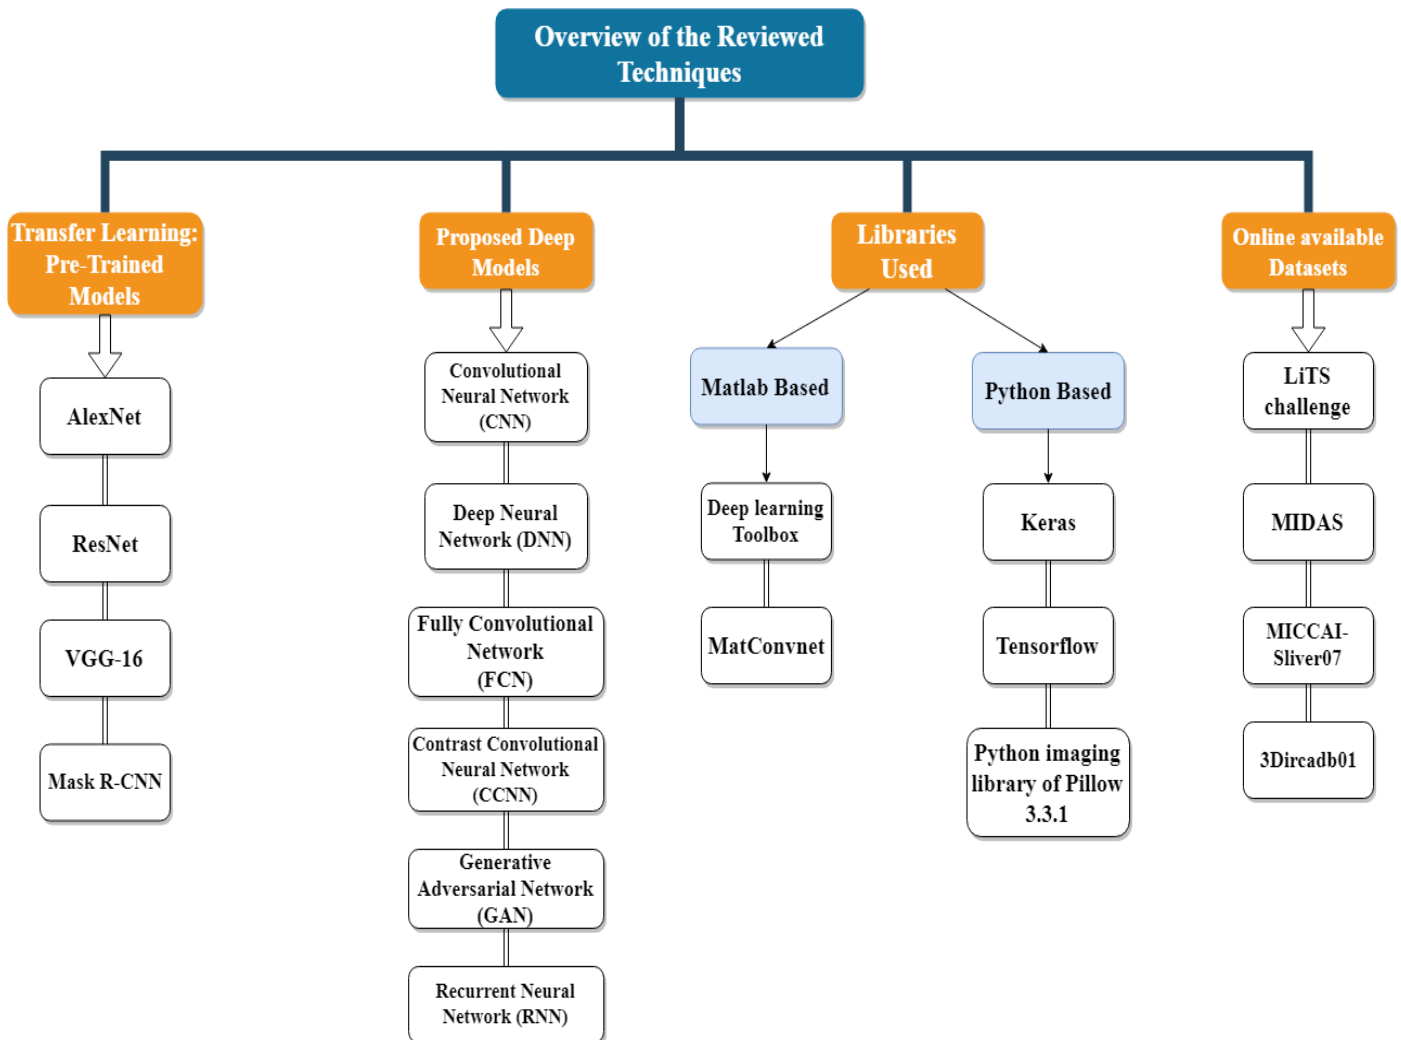 Overview of the Reviewed
Techniques
Transfer Learning:
Pre-Trained
Models
AlexNet
ResNet
VGG-16
Mask R-CNN
Proposed Deep
Models
Convolutional
Neural Network
(CNN)
Deep Neural
Network (DNN)
Fully Convolutional
Network
(FCN)
Contrast Convolutional
Neural Network
(CCNN)
Generative
Adversarial Network
(GAN)
Recurrent Neural
Network (RNN)
Libraries
Used
Matlab Based
Deep learning
Toolbox
MatConvnet
Python Based
Keras
Tensorflow
Python imaging
library of Pillow
3.3.1
Online available
Datasets
LiTS
challenge
MIDAS
MICCAI-
Sliver07
3Dircadb01